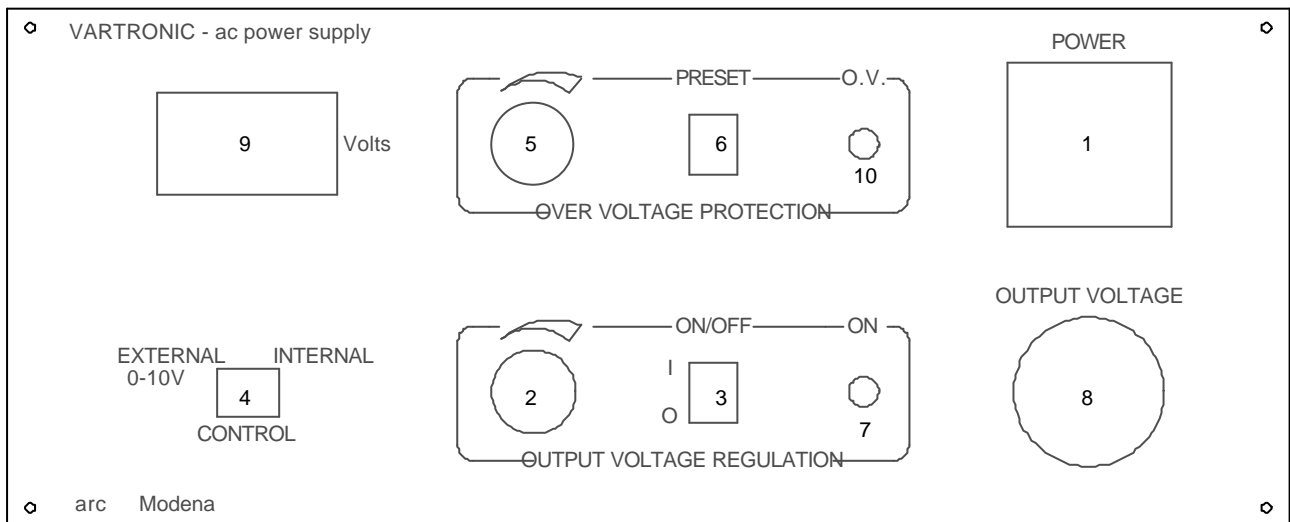 VARTRONIC - ac power supply
POWER
PRESET
O.V.
9
Volts
5
6
10
1
OVER VOLTAGE PROTECTION
OUTPUT VOLTAGE
ON/OFF
ON
EXTERNAL
INTERNAL
0-10V
I
O
4
2
3
7
8
CONTROL
OUTPUT VOLTAGE REGULATION
arc Modena